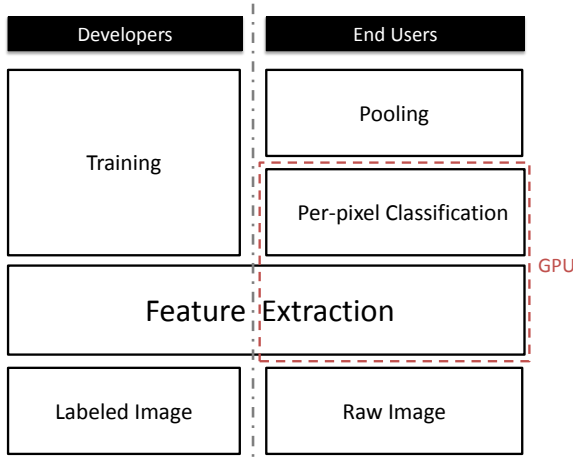 Developers
End Users
Pooling
Training
Per-pixel Classification
GPU
Feature Extraction
Labeled Image
Raw Image